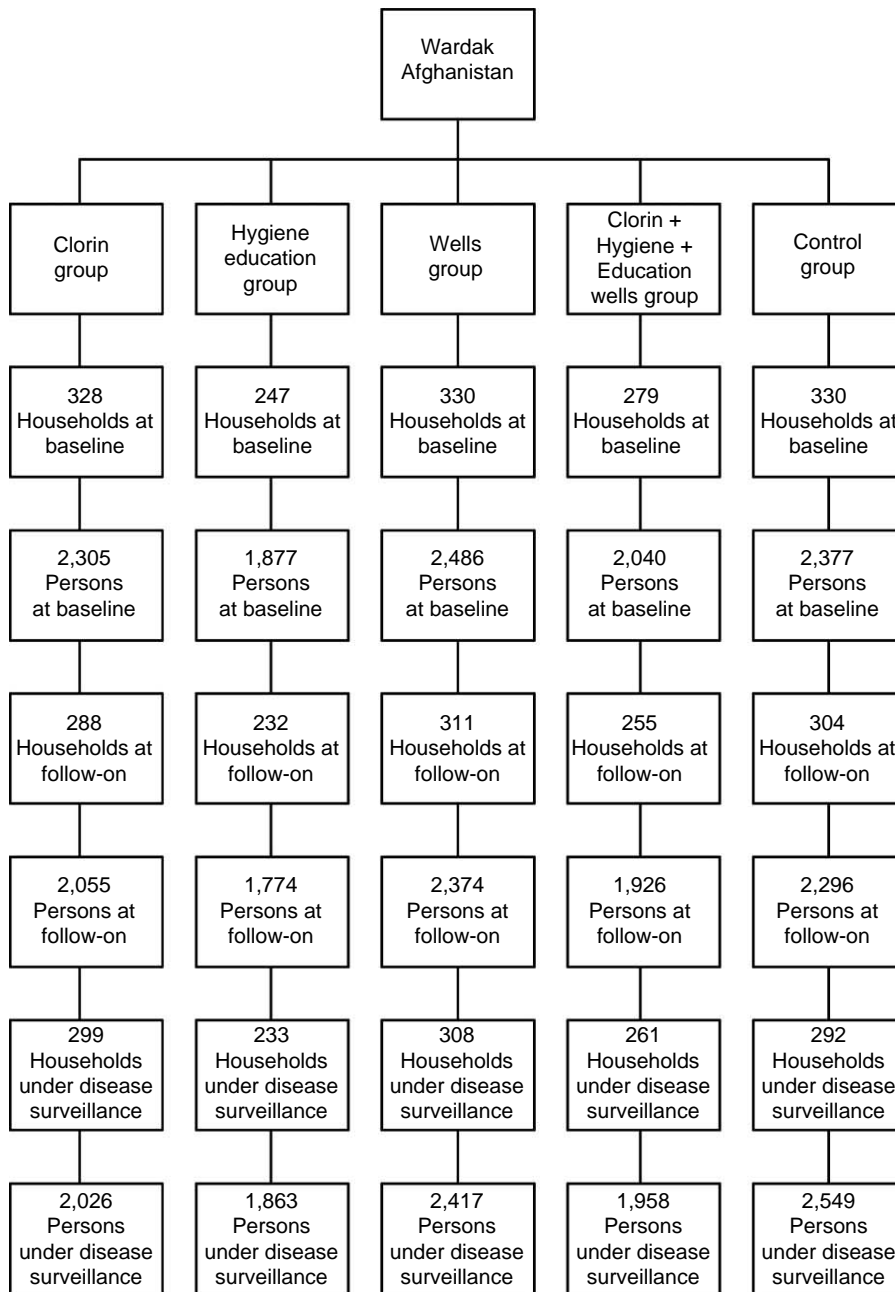 Wardak
Afghanistan
Clorin
group
Hygiene
education
group
Wells
group
Clorin +
Hygiene +
Education
wells group
Control
group
328
Households at
baseline
247
Households at
baseline
330
Households at
baseline
279
Households at
baseline
330
Households at
baseline
2,305
Persons
at baseline
1,877
Persons
at baseline
2,486
Persons
at baseline
2,040
Persons
at baseline
2,377
Persons
at baseline
288
Households at
follow-on
232
Households at
follow-on
311
Households at
follow-on
255
Households at
follow-on
304
Households at
follow-on
2,055
Persons at
follow-on
1,774
Persons at
follow-on
2,374
Persons at
follow-on
1,926
Persons at
follow-on
2,296
Persons at
follow-on
299
Households
under disease
surveillance
233
Households
under disease
surveillance
308
Households
under disease
surveillance
261
Households
under disease
surveillance
292
Households
under disease
surveillance
2,026
Persons
under disease
surveillance
1,863
Persons
under disease
surveillance
2,417
Persons
under disease
surveillance
1,958
Persons
under disease
surveillance
2,549
Persons
under disease
surveillance